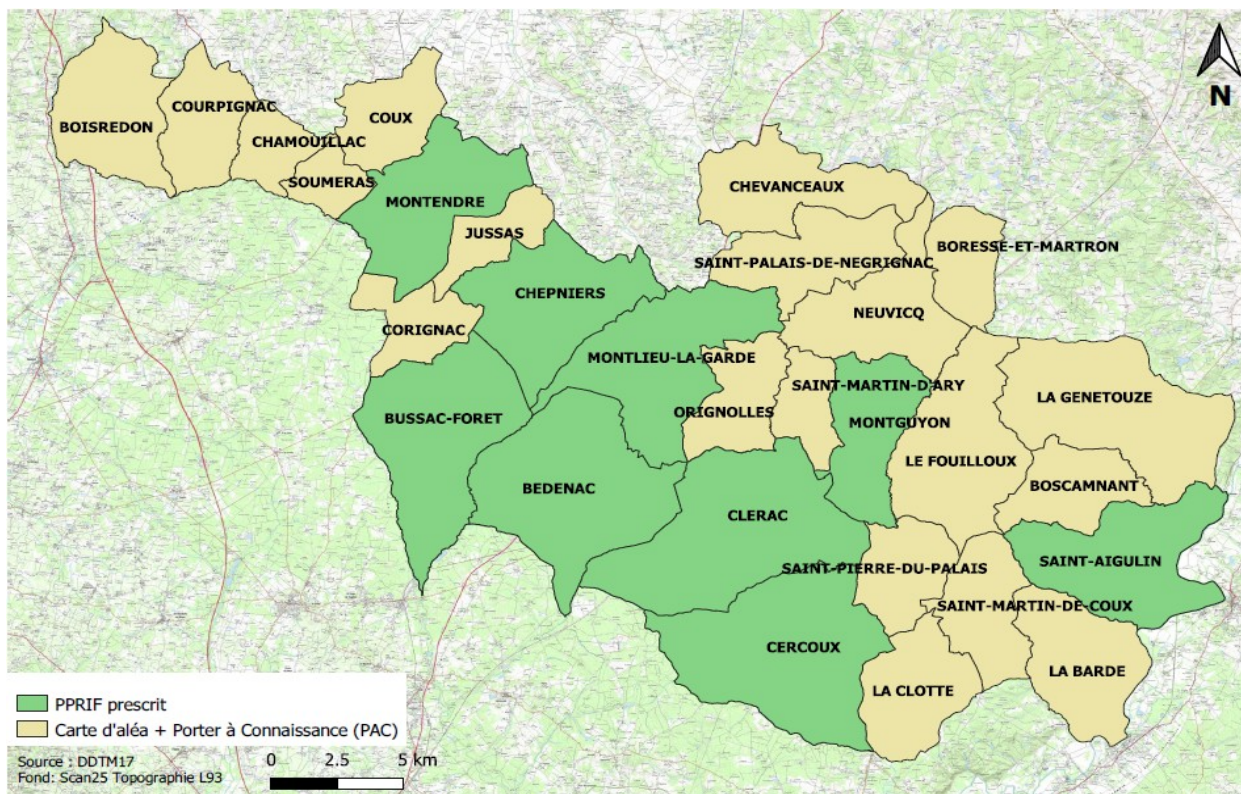 N
COURPIGNAC
COUX
BOISREDON
CHAMOUILLAC
SOUMERAS
MONTENDRE
CHEVANCEAUX
JUSSAS
BORESSE-ET-MARTRON
SAINT-PALAIS-DE-NEGRIGNAC
CHEPNIERS
NEUVICQ
CORIGNAC
MONTLIEU-LA-GARDE
SAINT-MARTIN-D'ARY
LA GENETOUZE
BUSSAC-FORET
ORIGNOLLES
MONTGUYON
LE FOUILLOUX
BOSCAMNANT
BEDENAC
CLERAC
SAINT-PIERRE-DU-PALAIS
SAINT-AIGULIN
SAINT-MARTIN-DE-COUX
CERCOUX
LA BARDE
LA CLOTTE
PPRIF prescrit
Carte d'aléa + Porter à Connaissance (PAC)
Source : DDTM17
Fond: Scan25 Topographie L93
0 2.5 5 km